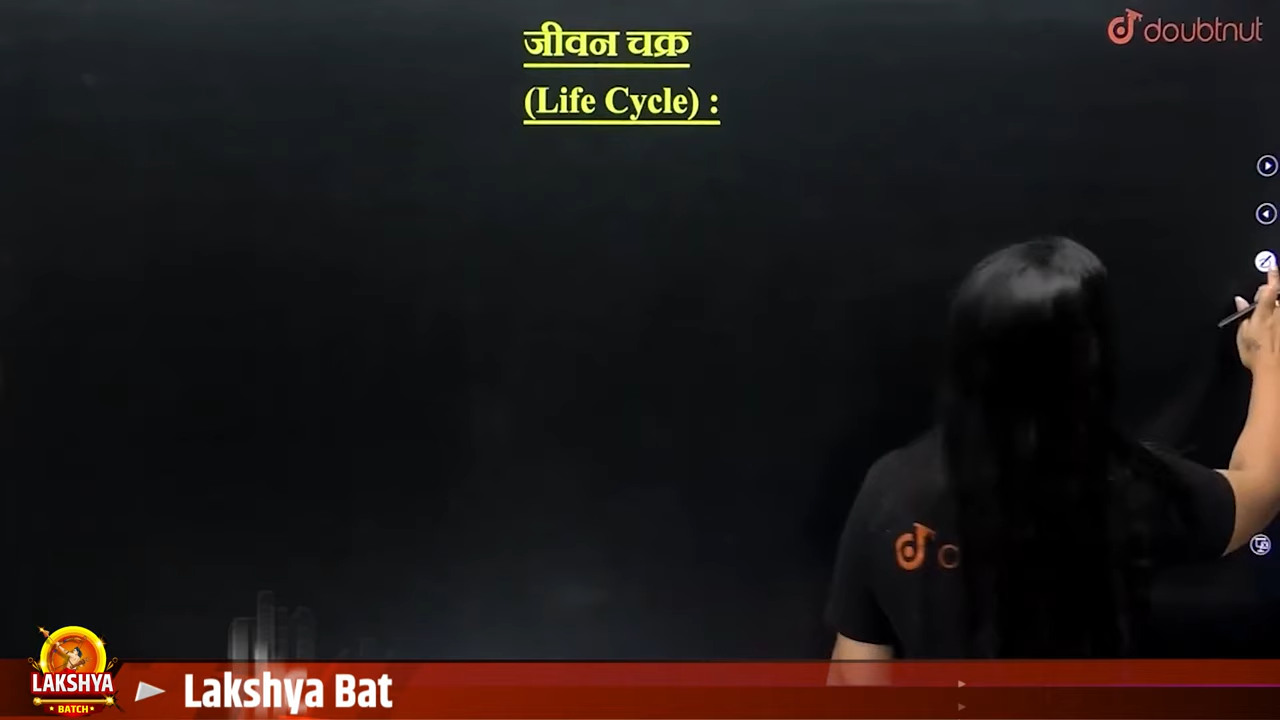 जीवन चक्र
(Life Cycle) :
doubtnut
LAKSHYA
BATCH
Lakshya Bat